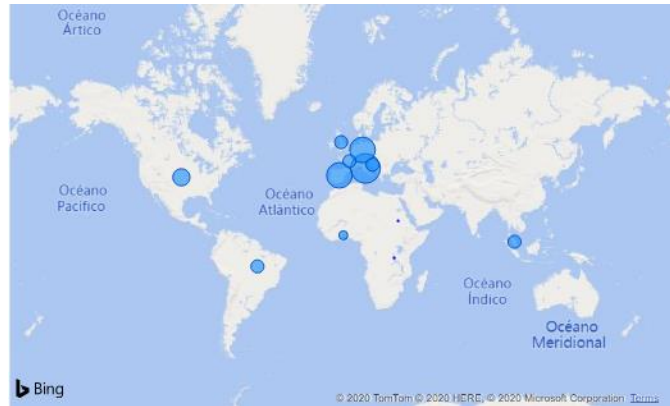 Océano
Ártico
Océano
Pacífico
Océano
Atlántico
Océano
Índico
Océano
Meridional
Bing
© 2020 TomTom © 2020 HERE, © 2020 Microsoft Corporation Terms